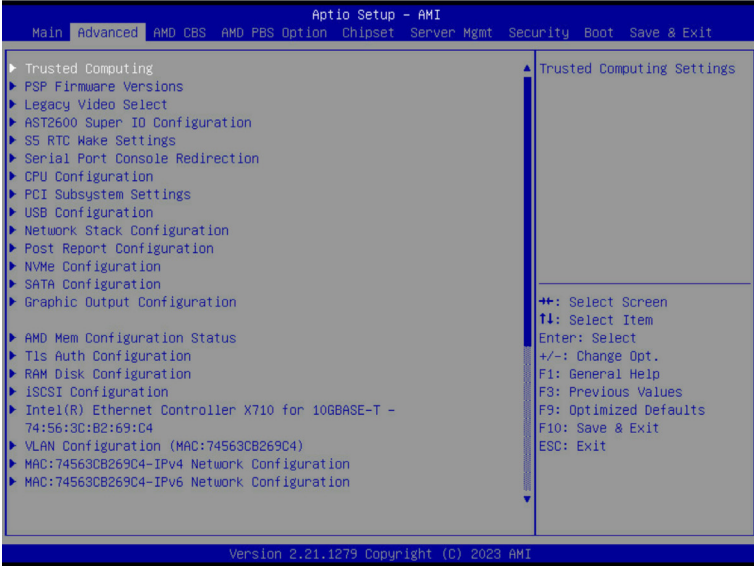 Aptio Setup – AMI
Main Advanced AMD CBS AMD PBS Option Chipset Server Mgmt Security Boot Save & Exit
▶ Trusted Computing
▶ PSP Firmware Versions
▶ Legacy Video Select
▶ AST2600 Super IO Configuration
▶ S5 RTC Wake Settings
▶ Serial Port Console Redirection
▶ CPU Configuration
▶ PCI Subsystem Settings
▶ USB Configuration
▶ Network Stack Configuration
▶ Post Report Configuration
▶ NVMe Configuration
▶ SATA Configuration
▶ Graphic Output Configuration
▶ AMD Mem Configuration Status
▶ Tls Auth Configuration
▶ RAM Disk Configuration
▶ iSCSI Configuration
▶ Intel(R) Ethernet Controller X710 for 10GBASE-T –
74:56:3C:B2:69:C4
▶ VLAN Configuration (MAC:74563CB269C4)
▶ MAC:74563CB269C4-IPv4 Network Configuration
▶ MAC:74563CB269C4-IPv6 Network Configuration
Trusted Computing Settings
→←: Select Screen
↑↓: Select Item
Enter: Select
+/-: Change Opt.
F1: General Help
F3: Previous Values
F9: Optimized Defaults
F10: Save & Exit
ESC: Exit
Version 2.21.1279 Copyright (C) 2023 AMI